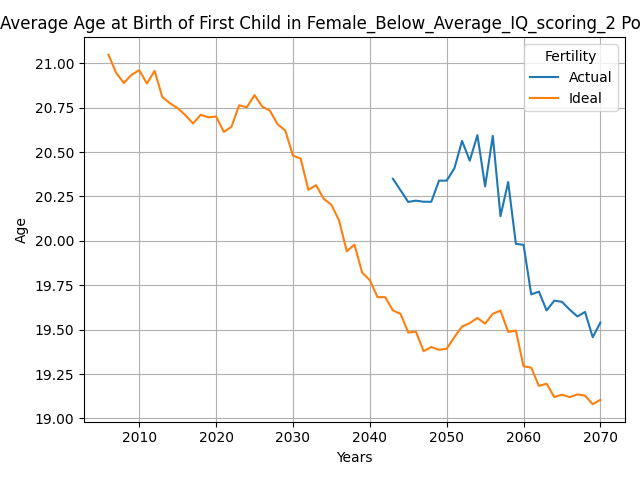 Average Age at Birth of First Child in Female_Below_Average_IQ_scoring_2 Po
Fertility
Actual
Ideal
21.00
20.75
20.50
20.25
20.00
19.75
19.50
19.25
19.00
Age
2010 2020 2030 2040 2050 2060 2070
Years